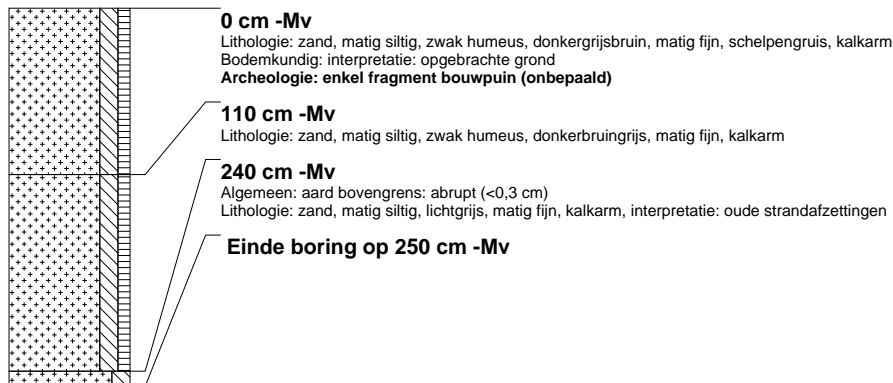 0 cm -Mv
Lithologie: zand, matig siltig, zwak humeus, donkergrijsbruin, matig fijn, schelpengruis, kalkarm
Bodemkundig: interpretatie: opgebrachte grond
Archeologie: enkel fragment bouwpuin (onbepaald)
110 cm -Mv
Lithologie: zand, matig siltig, zwak humeus, donkerbruingrijs, matig fijn, kalkarm
240 cm -Mv
Algemeen: aard bovengrens: abrupt (<0,3 cm)
Lithologie: zand, matig siltig, lichtgrijs, matig fijn, kalkarm, interpretatie: oude strandafzettingen
Einde boring op 250 cm -Mv